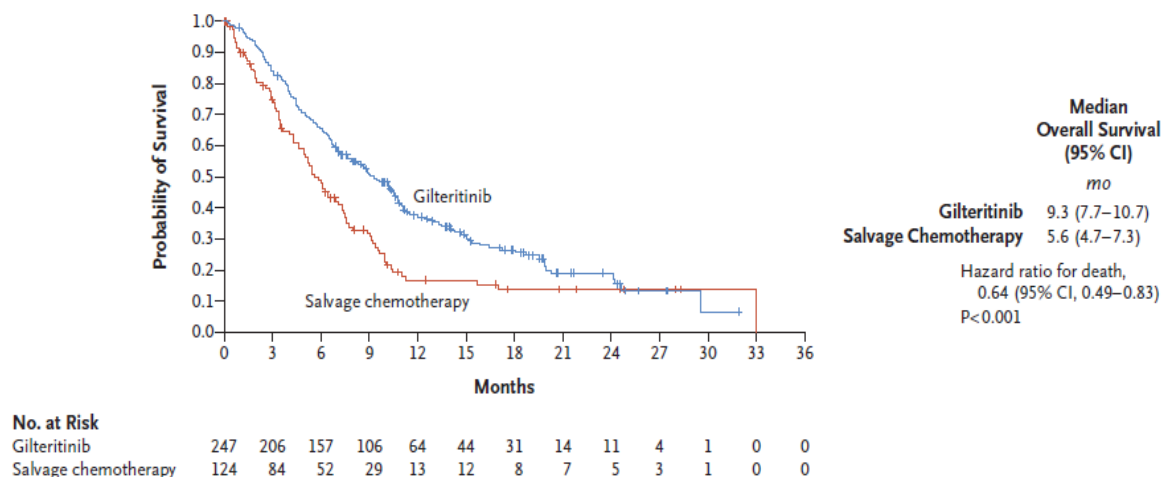 Probability of Survival
1.0
0.9
0.8
0.7
0.6
0.5
0.4
0.3
0.2
0.1
0.0
0 3 6 9 12 15 18 21 24 27 30 33 36
Months
Gilteritinib
Salvage chemotherapy
Median
Overall Survival
(95% CI)
mo
Gilteritinib 9.3 (7.7–10.7)
Salvage Chemotherapy 5.6 (4.7–7.3)
Hazard ratio for death,
0.64 (95% CI, 0.49–0.83)
P<0.001
No. at Risk
Gilteritinib 247 206 157 106 64 44 31 14 11 4 1 0 0
Salvage chemotherapy 124 84 52 29 13 12 8 7 5 3 1 0 0